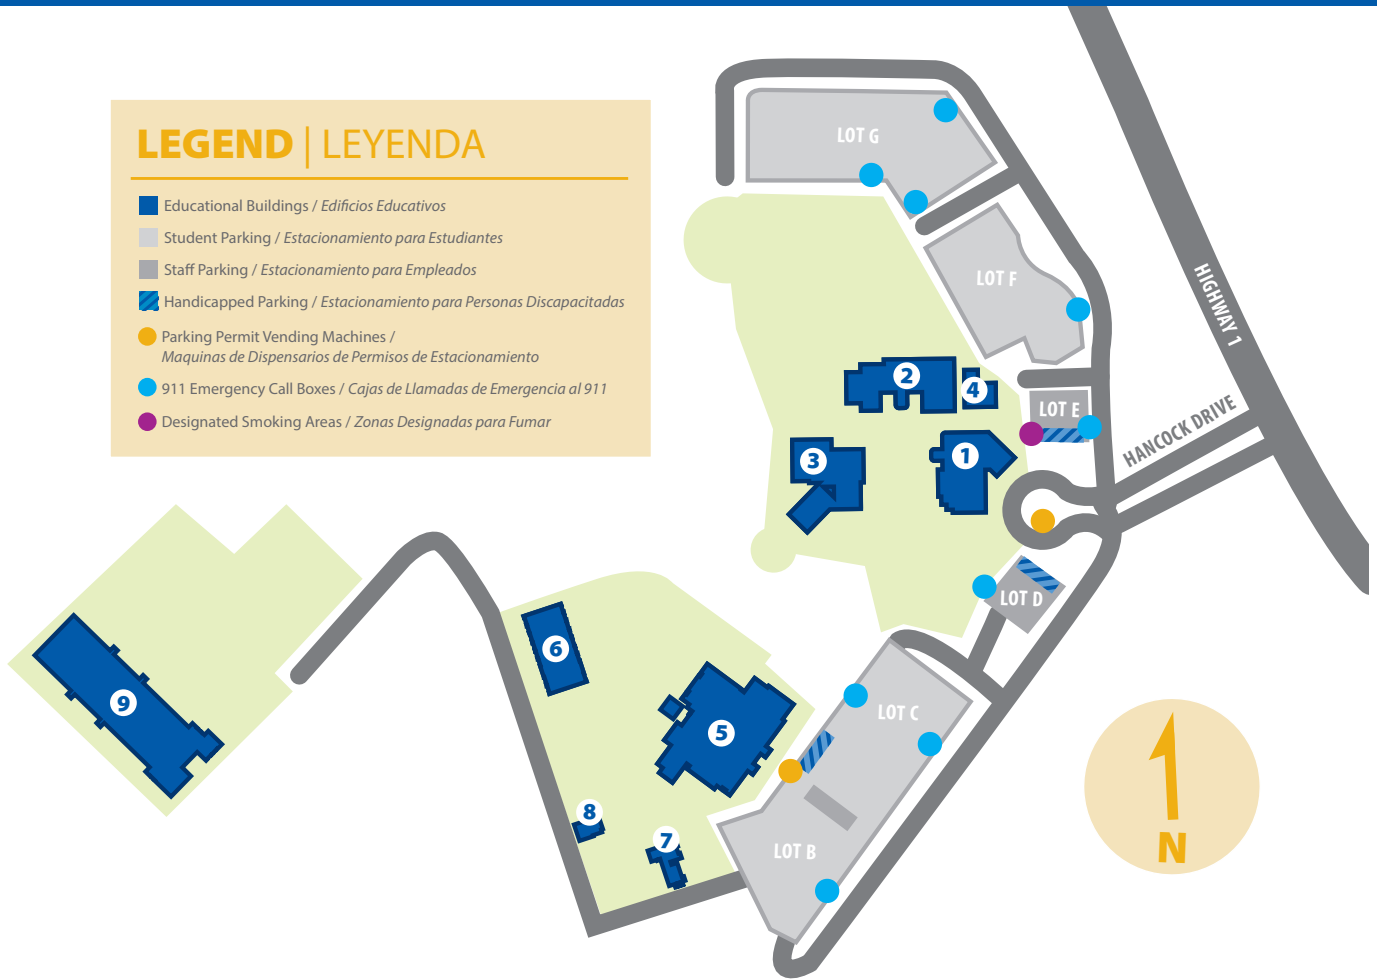 LEGEND | LEYENDA
Educational Buildings / Edificios Educativos
Student Parking / Estacionamiento para Estudiantes
Staff Parking / Estacionamiento para Empleados
Handicapped Parking / Estacionamiento para Personas Discapacitadas
Parking Permit Vending Machines /
Maquinas de Dispensarios de Permisos de Estacionamiento
911 Emergency Call Boxes / Cajas de Llamadas de Emergencia al 911
Designated Smoking Areas / Zonas Designadas para Fumar
LOT G
LOT F
HIGHWAY 1
2
4
LOT E
HANCOCK DRIVE
1
3
LOT D
6
9
5
LOT C
8
7
LOT B
N